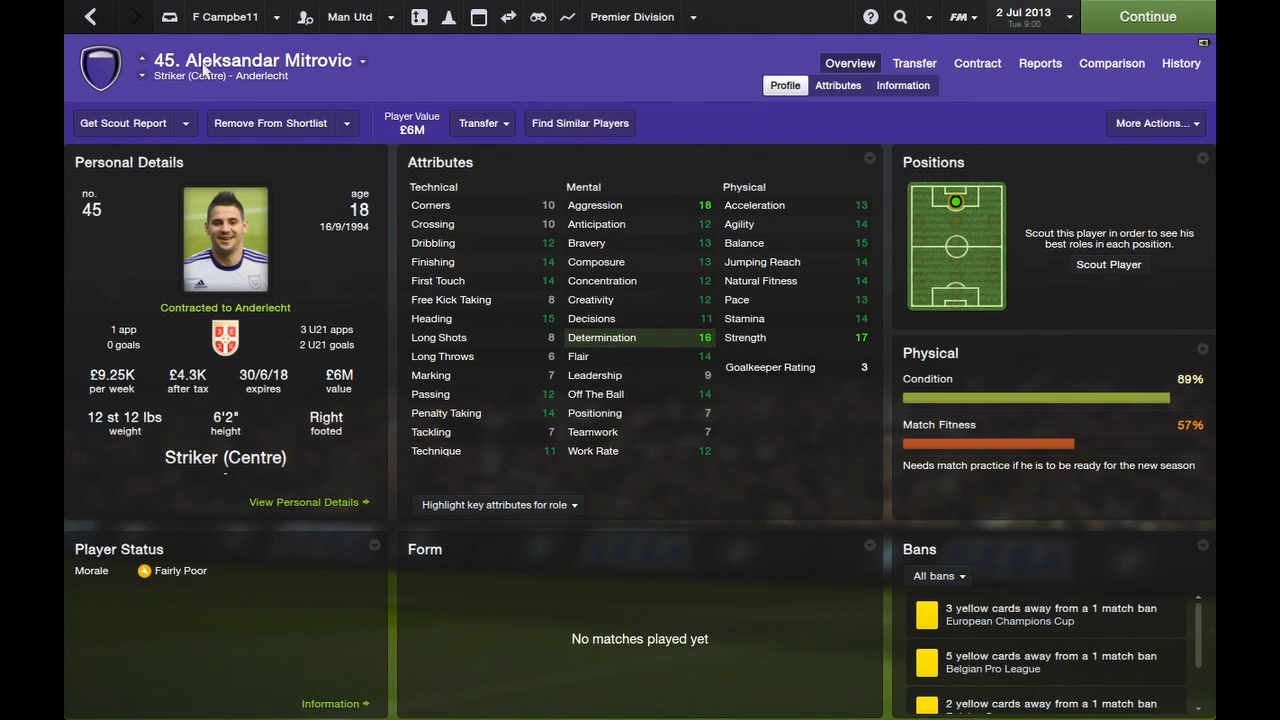 F Campbe11
Man Utd
Premier Division
FM
2 Jul 2013
Tue 9:00
Continue
45. Aleksandar Mitrovic
Striker (Centre) - Anderlecht
Overview Transfer Contract Reports Comparison History
Profile Attributes Information
Get Scout Report
Remove From Shortlist
Player Value
£6M
Transfer
Find Similar Players
More Actions...
Personal Details
no.
45
age
18
16/9/1994
Contracted to Anderlecht
1 app
0 goals
3 U21 apps
2 U21 goals
£9.25K
per week
£4.3K
after tax
30/6/18
expires
£6M
value
12 st 12 lbs
weight
6'2"
height
Right
footed
Striker (Centre)
-
View Personal Details
Attributes
Technical
Corners 10
Crossing 10
Dribbling 12
Finishing 14
First Touch 14
Free Kick Taking 8
Heading 15
Long Shots 8
Long Throws 6
Marking 7
Passing 12
Penalty Taking 14
Tackling 7
Technique 11
Mental
Aggression 18
Anticipation 12
Bravery 13
Composure 13
Concentration 12
Creativity 12
Decisions 11
Determination 16
Flair 14
Leadership 9
Off The Ball 14
Positioning 7
Teamwork 7
Work Rate 12
Physical
Acceleration 13
Agility 14
Balance 15
Jumping Reach 14
Natural Fitness 14
Pace 13
Stamina 14
Strength 17
Goalkeeper Rating 3
Highlight key attributes for role
Positions
Scout this player in order to see his
best roles in each position.
Scout Player
Physical
Condition 89%
Match Fitness 57%
Needs match practice if he is to be ready for the new season
Player Status
Morale Fairly Poor
Information
Form
No matches played yet
Bans
All bans
3 yellow cards away from a 1 match ban
European Champions Cup
5 yellow cards away from a 1 match ban
Belgian Pro League
2 yellow cards away from a 1 match ban